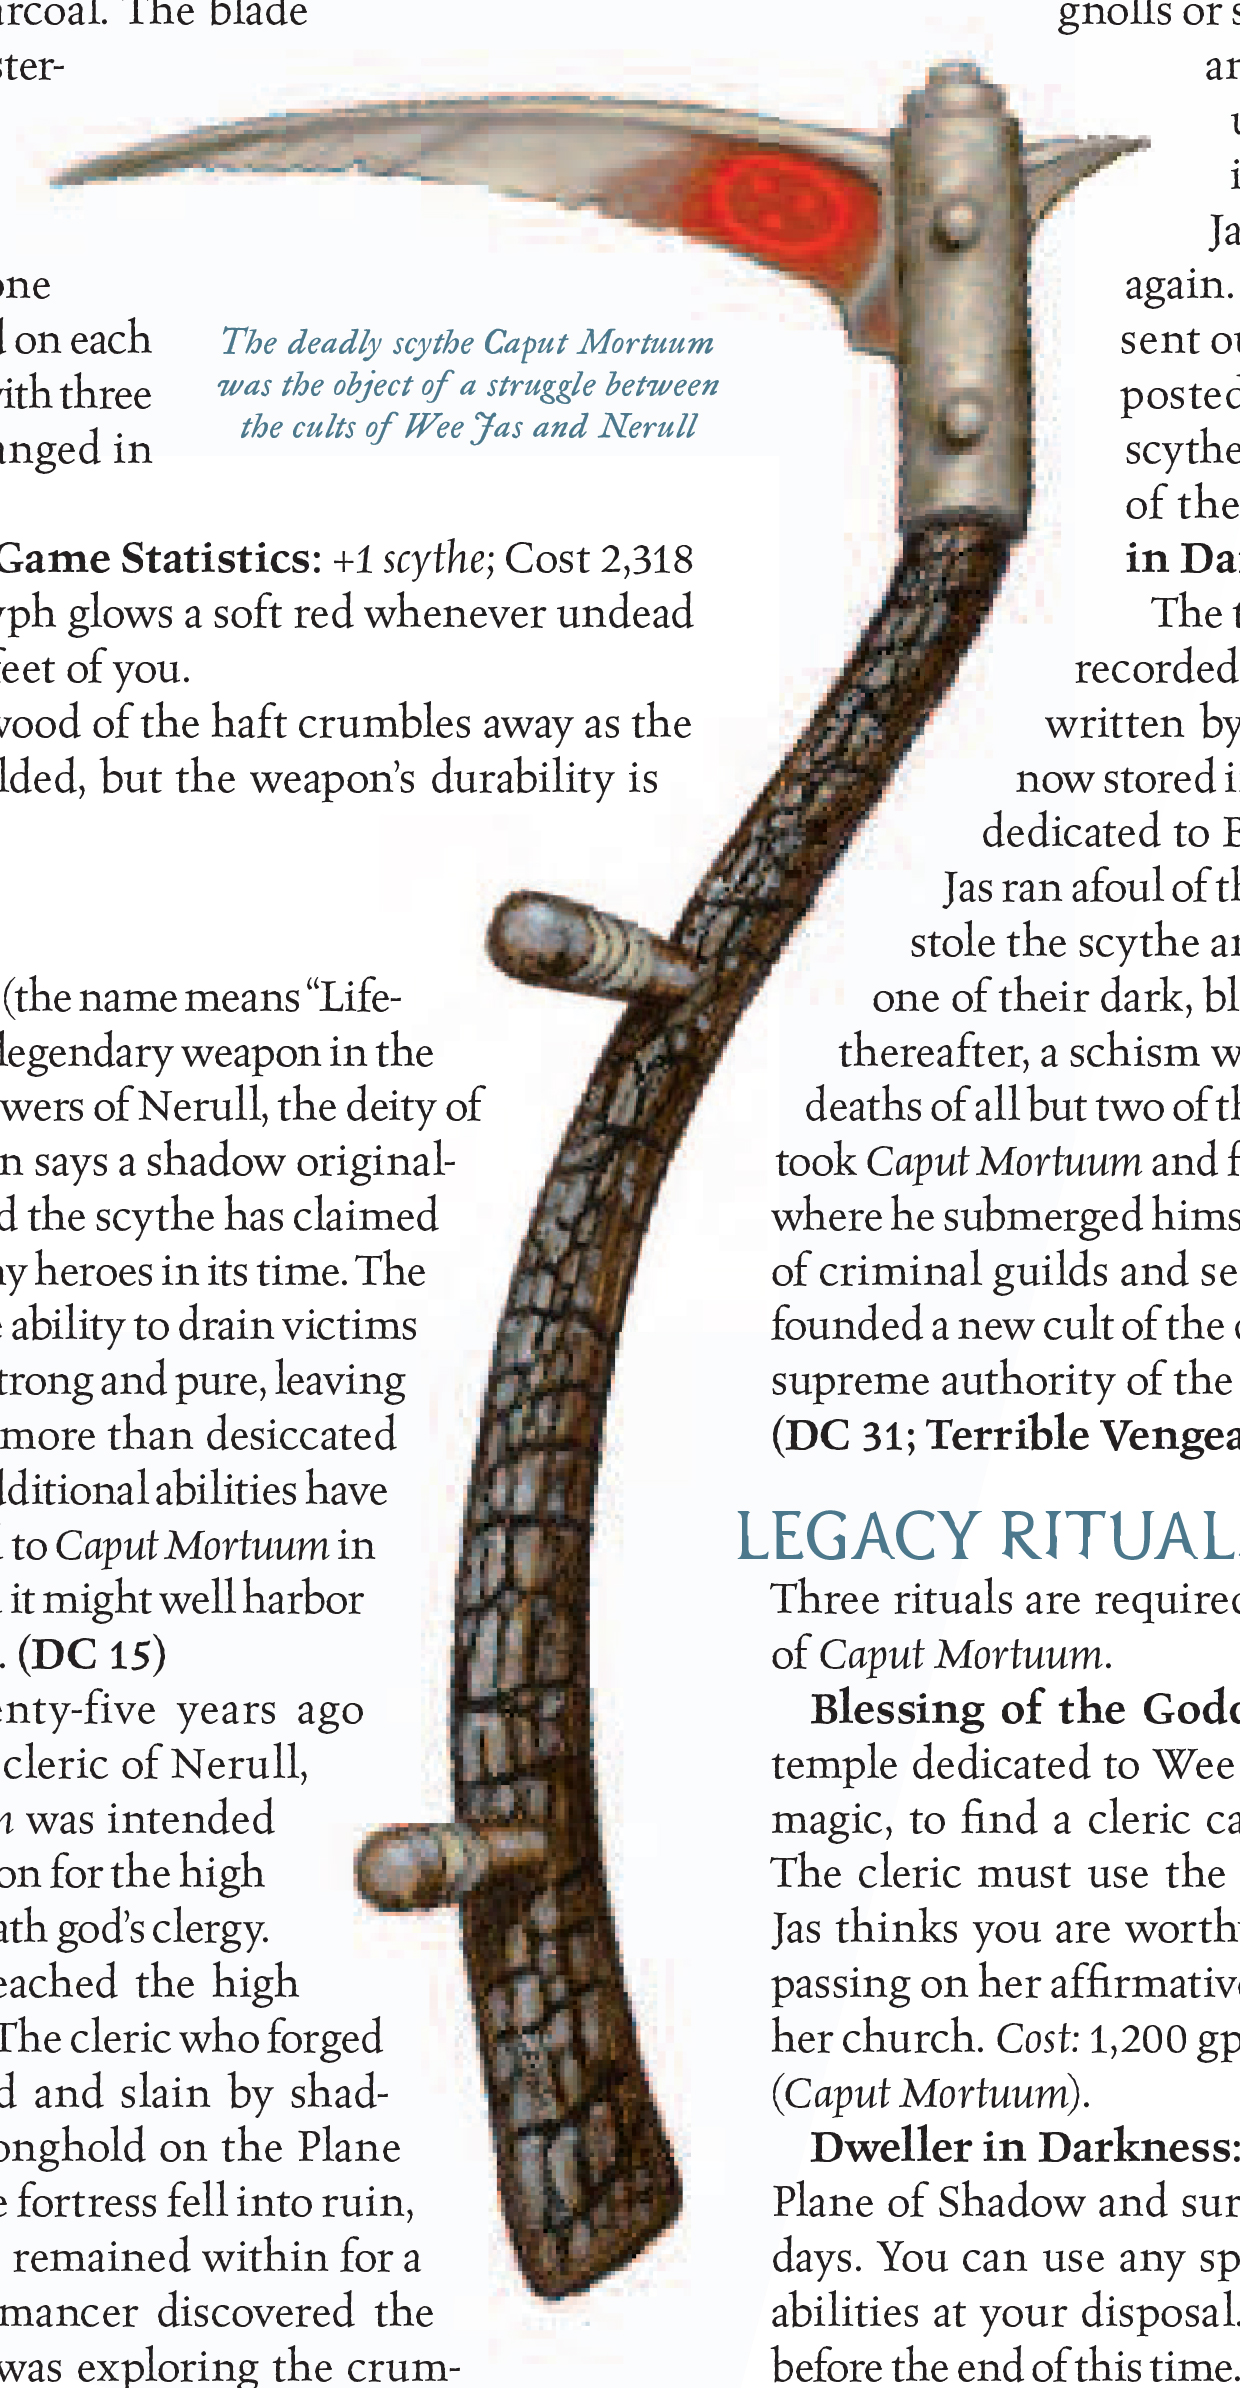 arcoal. The blade
ster-
one
d on each
with three
anged in
The deadly scythe Caput Mortuum
was the object of a struggle between
the cults of Wee Jas and Nerull
Game Statistics: +1 scythe; Cost 2,318
yph glows a soft red whenever undead
feet of you.
wood of the haft crumbles away as the
lded, but the weapon's durability is
(the name means “Life-
legendary weapon in the
wers of Nerull, the deity of
n says a shadow original-
d the scythe has claimed
ny heroes in its time. The
e ability to drain victims
trong and pure, leaving
more than desiccated
dditional abilities have
d to Caput Mortuum in
it might well harbor
. (DC 15)
enty-five years ago
cleric of Nerull,
m was intended
on for the high
ath god's clergy.
eached the high
The cleric who forged
d and slain by shad-
onghold on the Plane
e fortress fell into ruin,
remained within for a
mancer discovered the
was exploring the crum-
gnolls or s
an
u
i
Ja
again.
sent ou
posted
scythe
of the
in Da
The t
recorded
written by
now stored i
dedicated to B
Jas ran afoul of th
stole the scythe an
one of their dark, bl
thereafter, a schism w
deaths of all but two of th
took Caput Mortuum and f
where he submerged hims
of criminal guilds and se
founded a new cult of the
supreme authority of the
(DC 31; Terrible Vengea
LEGACY RITUAL
Three rituals are required
of Caput Mortuum.
Blessing of the Godd
temple dedicated to Wee
magic, to find a cleric ca
The cleric must use the
Jas thinks you are worth
passing on her affirmative
her church. Cost: 1,200 gp
(Caput Mortuum).
Dweller in Darkness:
Plane of Shadow and sur
days. You can use any sp
abilities at your disposal.
before the end of this time.